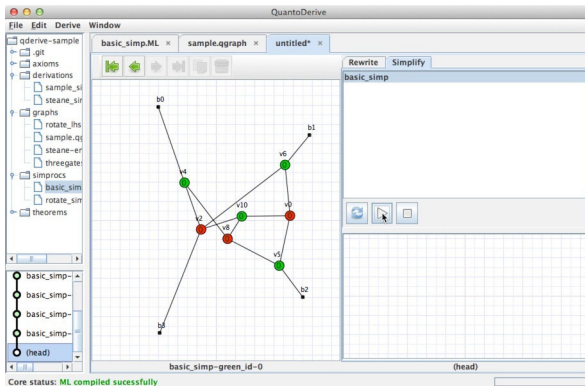 QuantoDerive
File Edit Derive Window
qderive-sample
.git
axioms
derivations
sample_si
steane_sir
graphs
rotate_lhs
sample.qg
steane-er
threegate
simprocs
basic_sim
rotate_sim
theorems
basic_simp-
basic_simp-
basic_simp-
basic_simp-
(head)
basic_simp.ML × sample.qgraph × untitled* ×
b0
b1
v6
v4
v10
v0
v2
v8
v5
b2
b3
basic_simp-green_id-0
Rewrite Simplify
basic_simp
(head)
Core status: ML compiled sucessfully